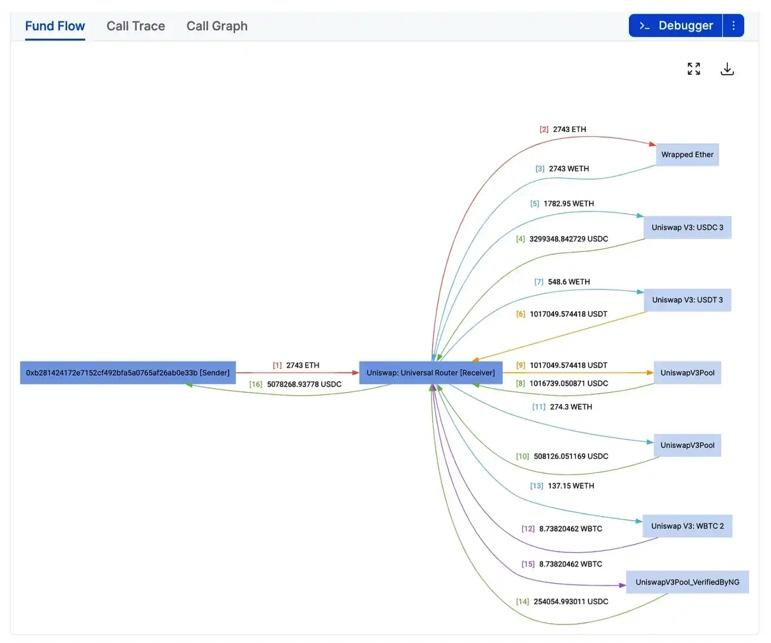 Fund Flow Call Trace Call Graph >_ Debugger
[2] 2743 ETH
Wrapped Ether
[3] 2743 WETH
[5] 1782.95 WETH
Uniswap V3: USDC 3
[4] 3299348.842729 USDC
[7] 548.6 WETH
Uniswap V3: USDT 3
[6] 1017049.574418 USDT
[1] 2743 ETH
0xb281424172e7152cf492bfa5a0765af26ab0e33b [Sender]
Uniswap: Universal Router [Receiver]
[16] 5078268.93778 USDC
[9] 1017049.574418 USDT
UniswapV3Pool
[8] 1016739.050871 USDC
[11] 274.3 WETH
UniswapV3Pool
[10] 508126.051169 USDC
[13] 137.15 WETH
Uniswap V3: WBTC 2
[12] 8.73820462 WBTC
[15] 8.73820462 WBTC
UniswapV3Pool_VerifiedByNG
[14] 254054.993011 USDC